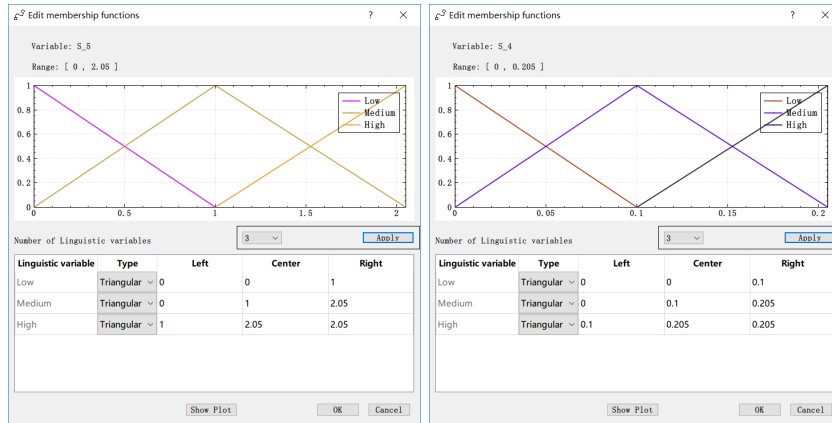 Edit membership functions ? ×
Variable: S_5
Range: [ 0 , 2.05 ]
1
0.8
0.6
0.4
0.2
0
0 0.5 1 1.5 2
Low
Medium
High
Number of Linguistic variables 3 Apply
Linguistic variable Type Left Center Right
Low Triangular 0 0 1
Medium Triangular 0 1 2.05
High Triangular 1 2.05 2.05
Show Plot OK Cancel
Edit membership functions ? ×
Variable: S_4
Range: [ 0 , 0.205 ]
1
0.8
0.6
0.4
0.2
0
0 0.05 0.1 0.15 0.2
Low
Medium
High
Number of Linguistic variables 3 Apply
Linguistic variable Type Left Center Right
Low Triangular 0 0 0.1
Medium Triangular 0 0.1 0.205
High Triangular 0.1 0.205 0.205
Show Plot OK Cancel